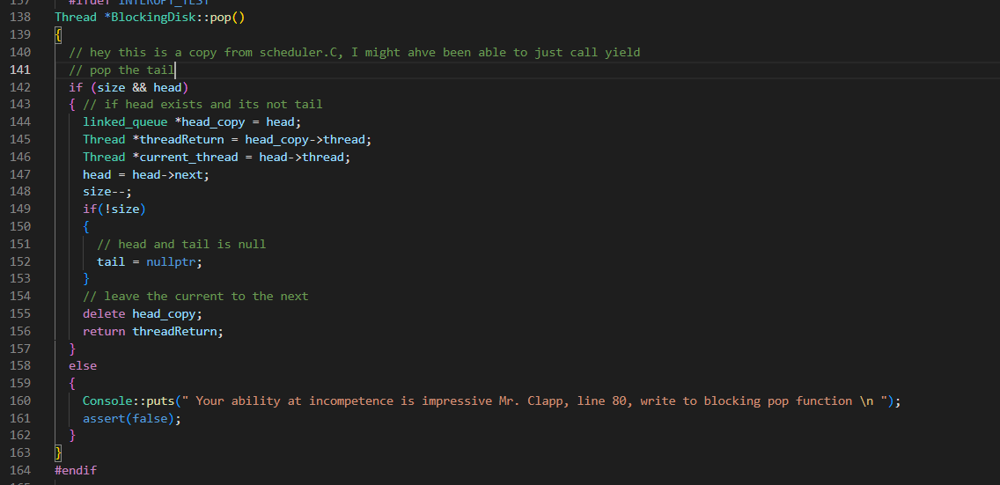 137 #ifdef INTERUPT_TEST
138 Thread *BlockingDisk::pop()
139 {
140 // hey this is a copy from scheduler.C, I might ahve been able to just call yield
141 // pop the tail
142 if (size && head)
143 { // if head exists and its not tail
144 linked_queue *head_copy = head;
145 Thread *threadReturn = head_copy->thread;
146 Thread *current_thread = head->thread;
147 head = head->next;
148 size--;
149 if(!size)
150 {
151 // head and tail is null
152 tail = nullptr;
153 }
154 // leave the current to the next
155 delete head_copy;
156 return threadReturn;
157 }
158 else
159 {
160 Console::puts(" Your ability at incompetence is impressive Mr. Clapp, line 80, write to blocking pop function \n ");
161 assert(false);
162 }
163 }
164 #endif